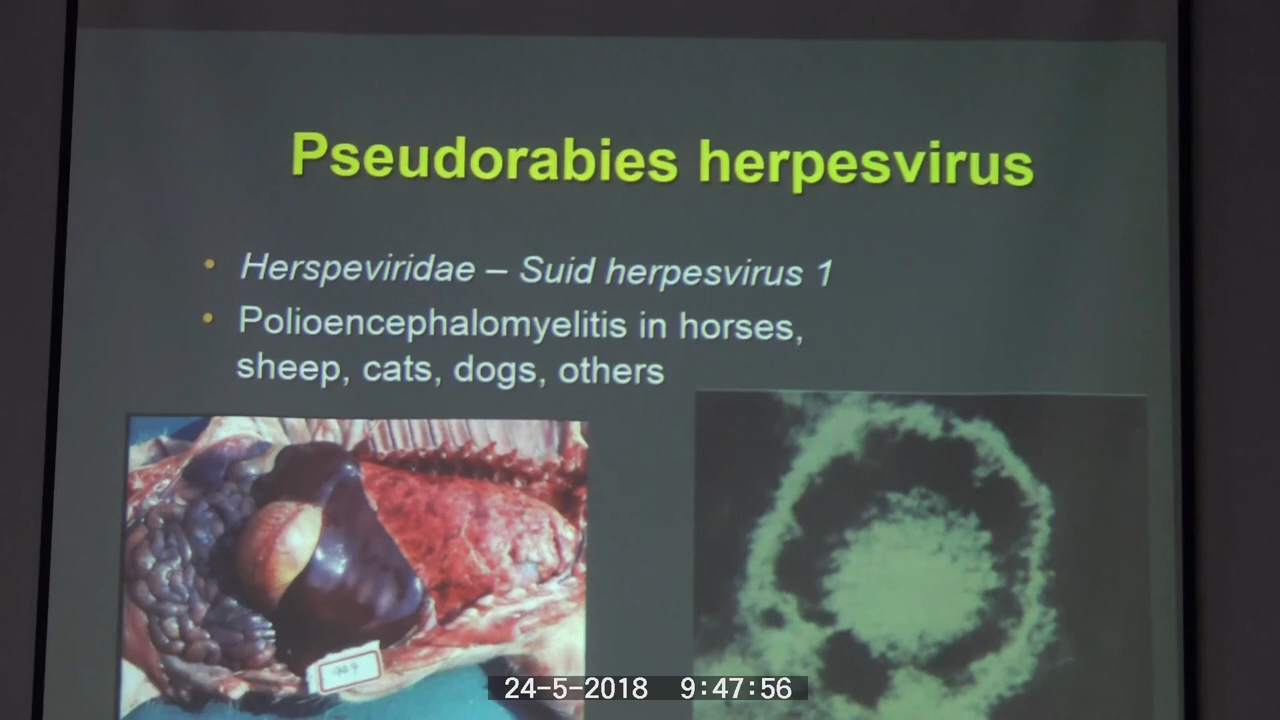 Pseudorabies herpesvirus
• Herspeviridae – Suid herpesvirus 1
• Polioencephalomyelitis in horses,
sheep, cats, dogs, others
24-5-2018 9:47:56